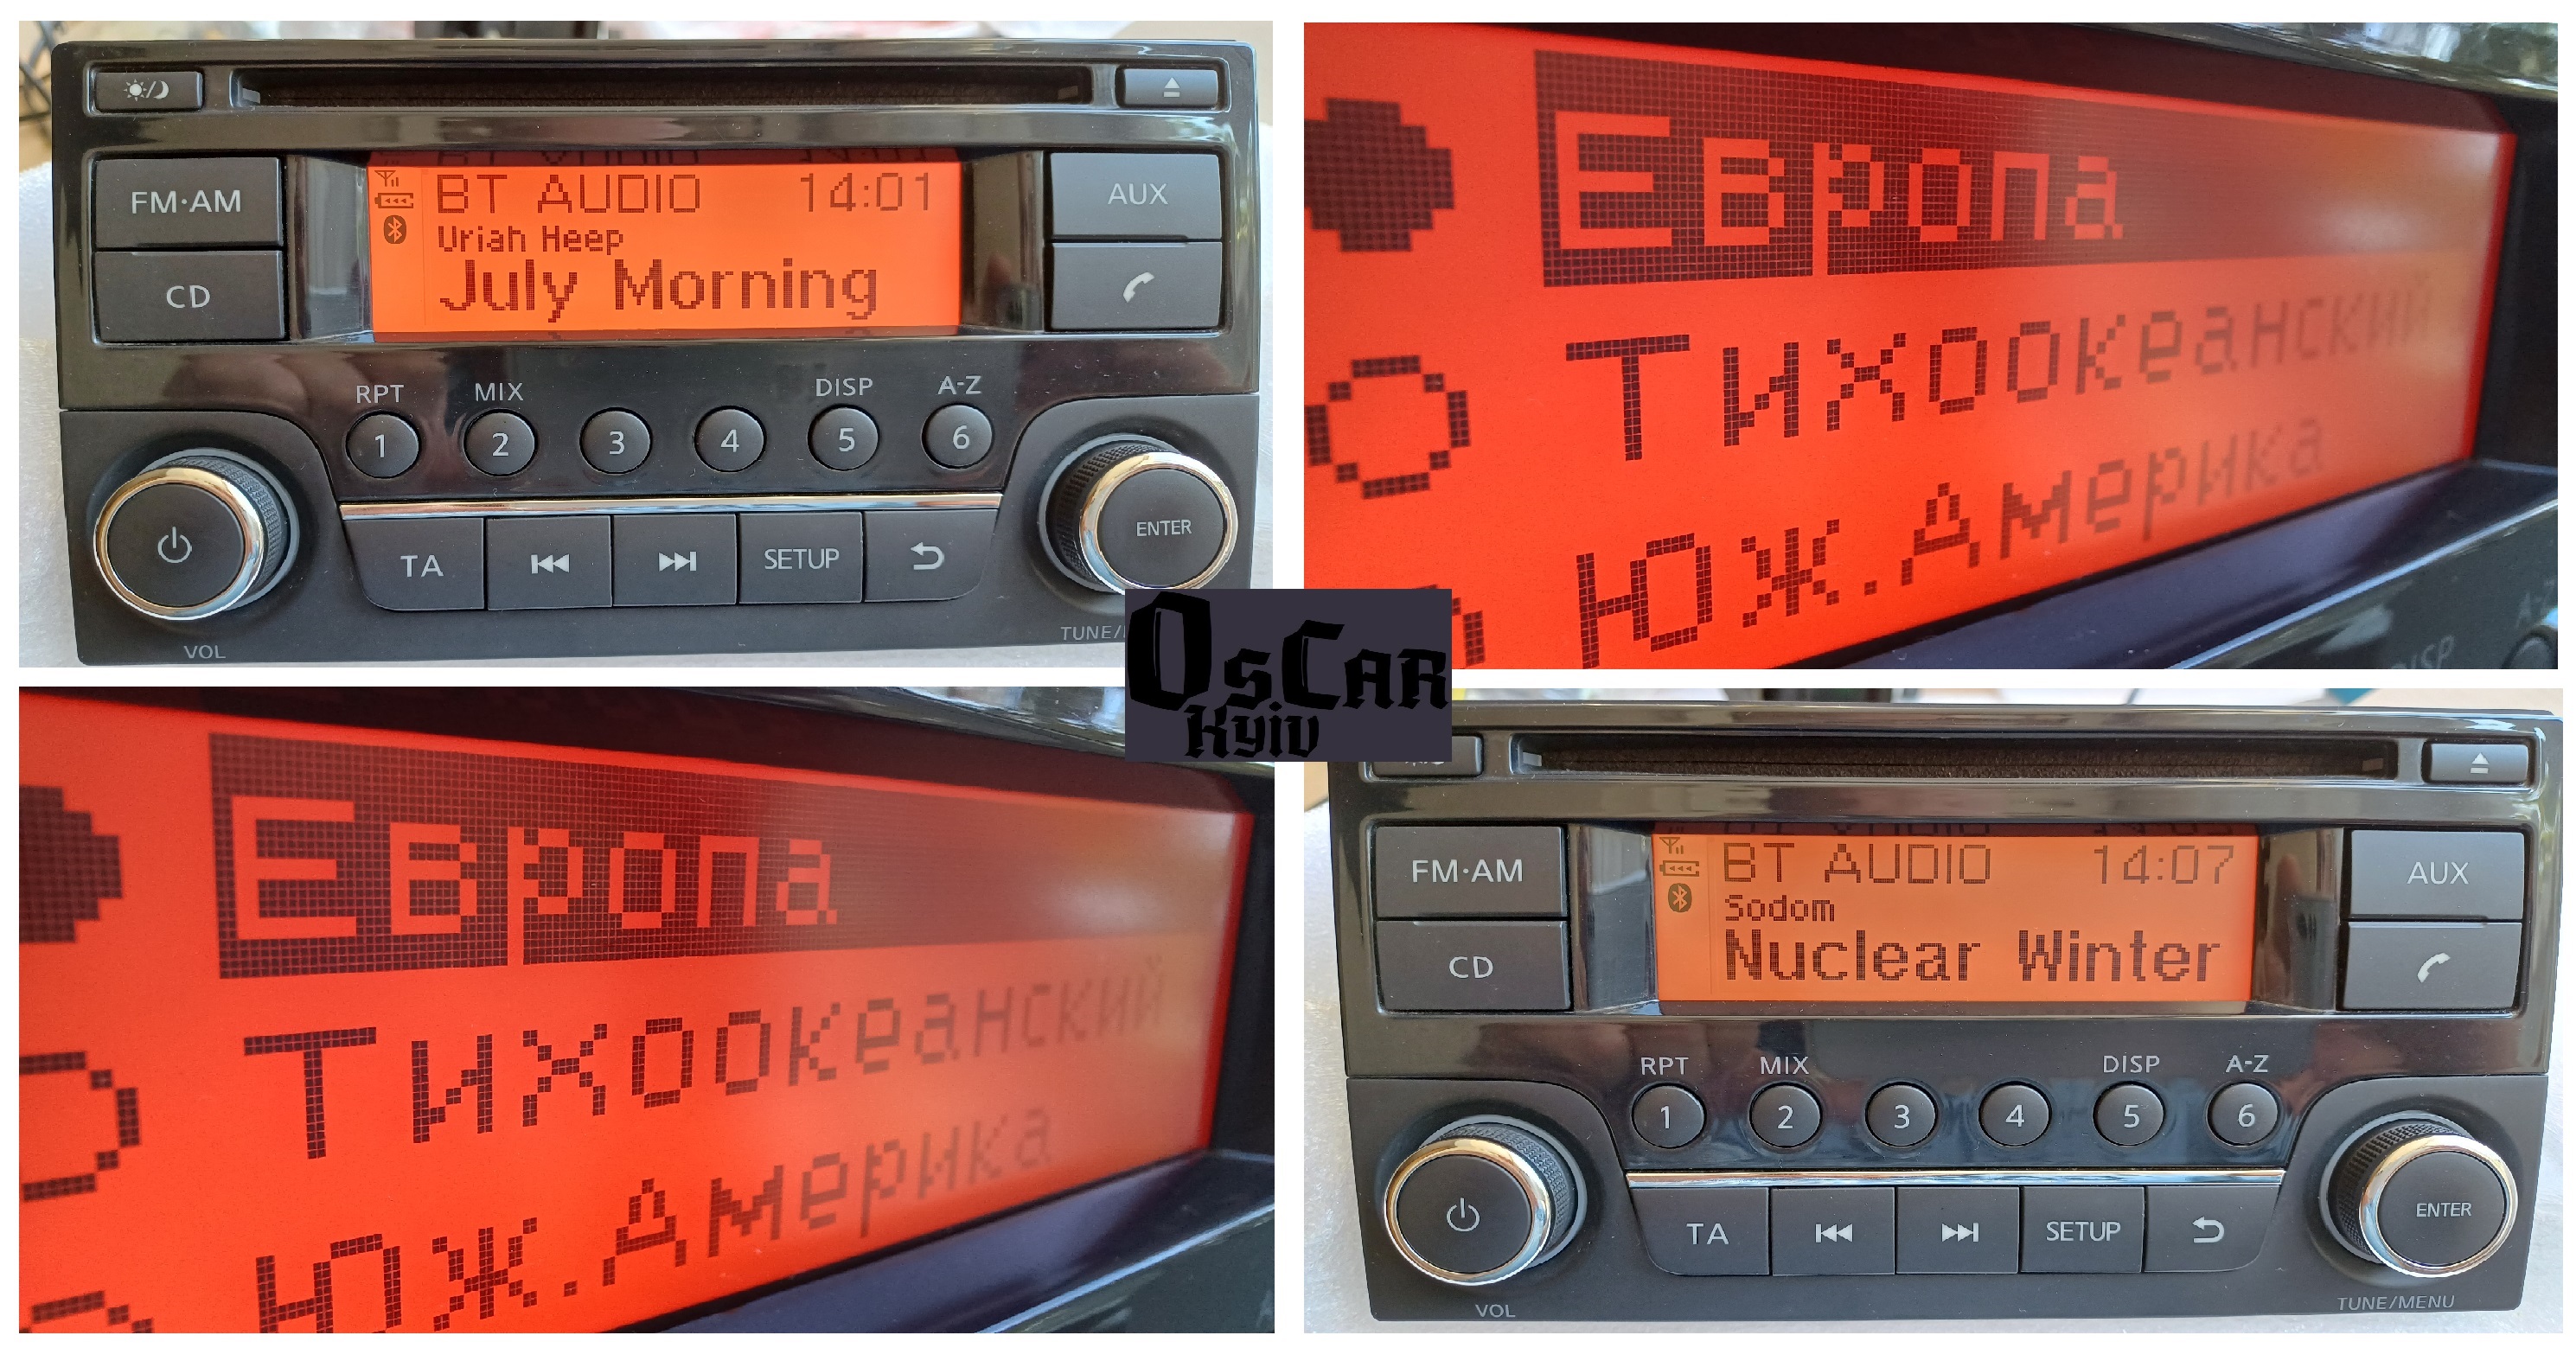 FM·AM
CD
BT AUDIO 14:01
Uriah Heep
July Morning
AUX
RPT MIX DISP A-Z
1 2 3 4 5 6
ENTER
TA SETUP
VOL
TUNE/
Европа
Тихоокеанский
Юж.Америка
DISP
OsCar
Kyiv
Европа
Тихоокеанский
Юж.Америка
FM·AM
CD
BT AUDIO 14:07
Sodom
Nuclear Winter
AUX
RPT MIX DISP A-Z
1 2 3 4 5 6
ENTER
TA SETUP
VOL
TUNE/MENU